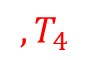 , T₄